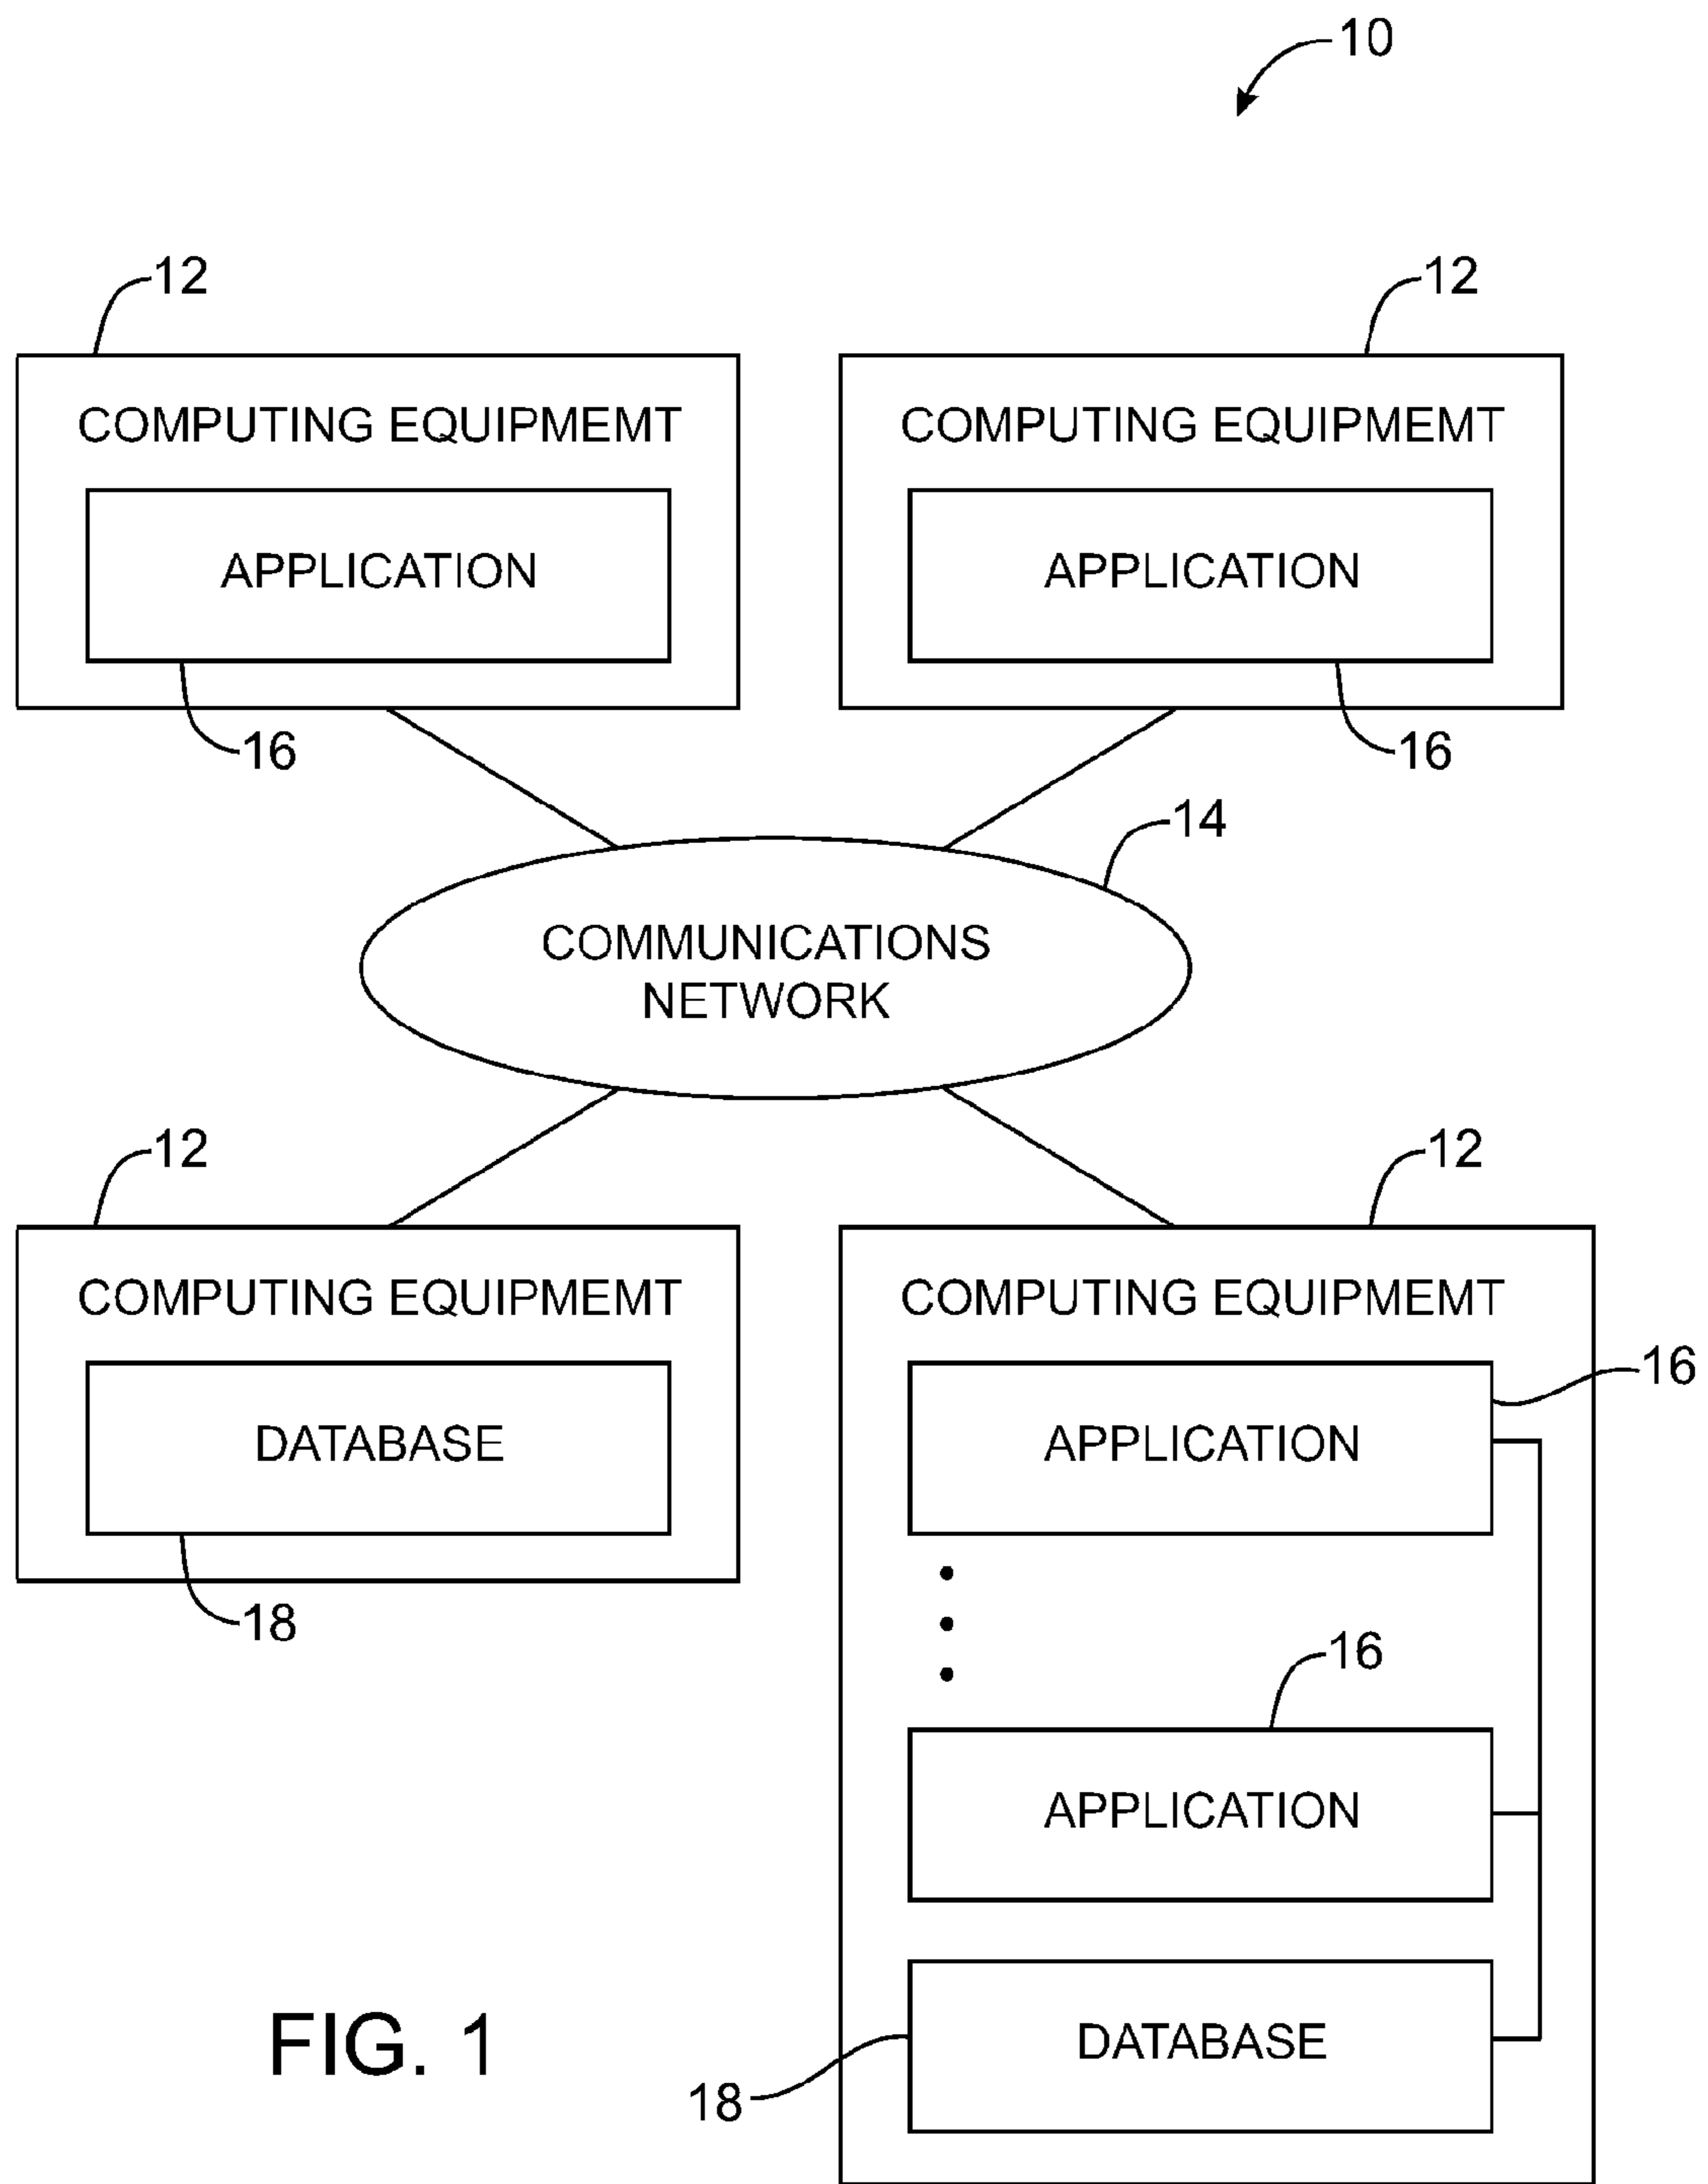 10
12
12
COMPUTING EQUIPMEMT
COMPUTING EQUIPMEMT
APPLICATION
APPLICATION
16
16
14
COMMUNICATIONS
NETWORK
12
12
COMPUTING EQUIPMEMT
COMPUTING EQUIPMEMT
16
DATABASE
APPLICATION
18
16
APPLICATION
FIG. 1
DATABASE
18